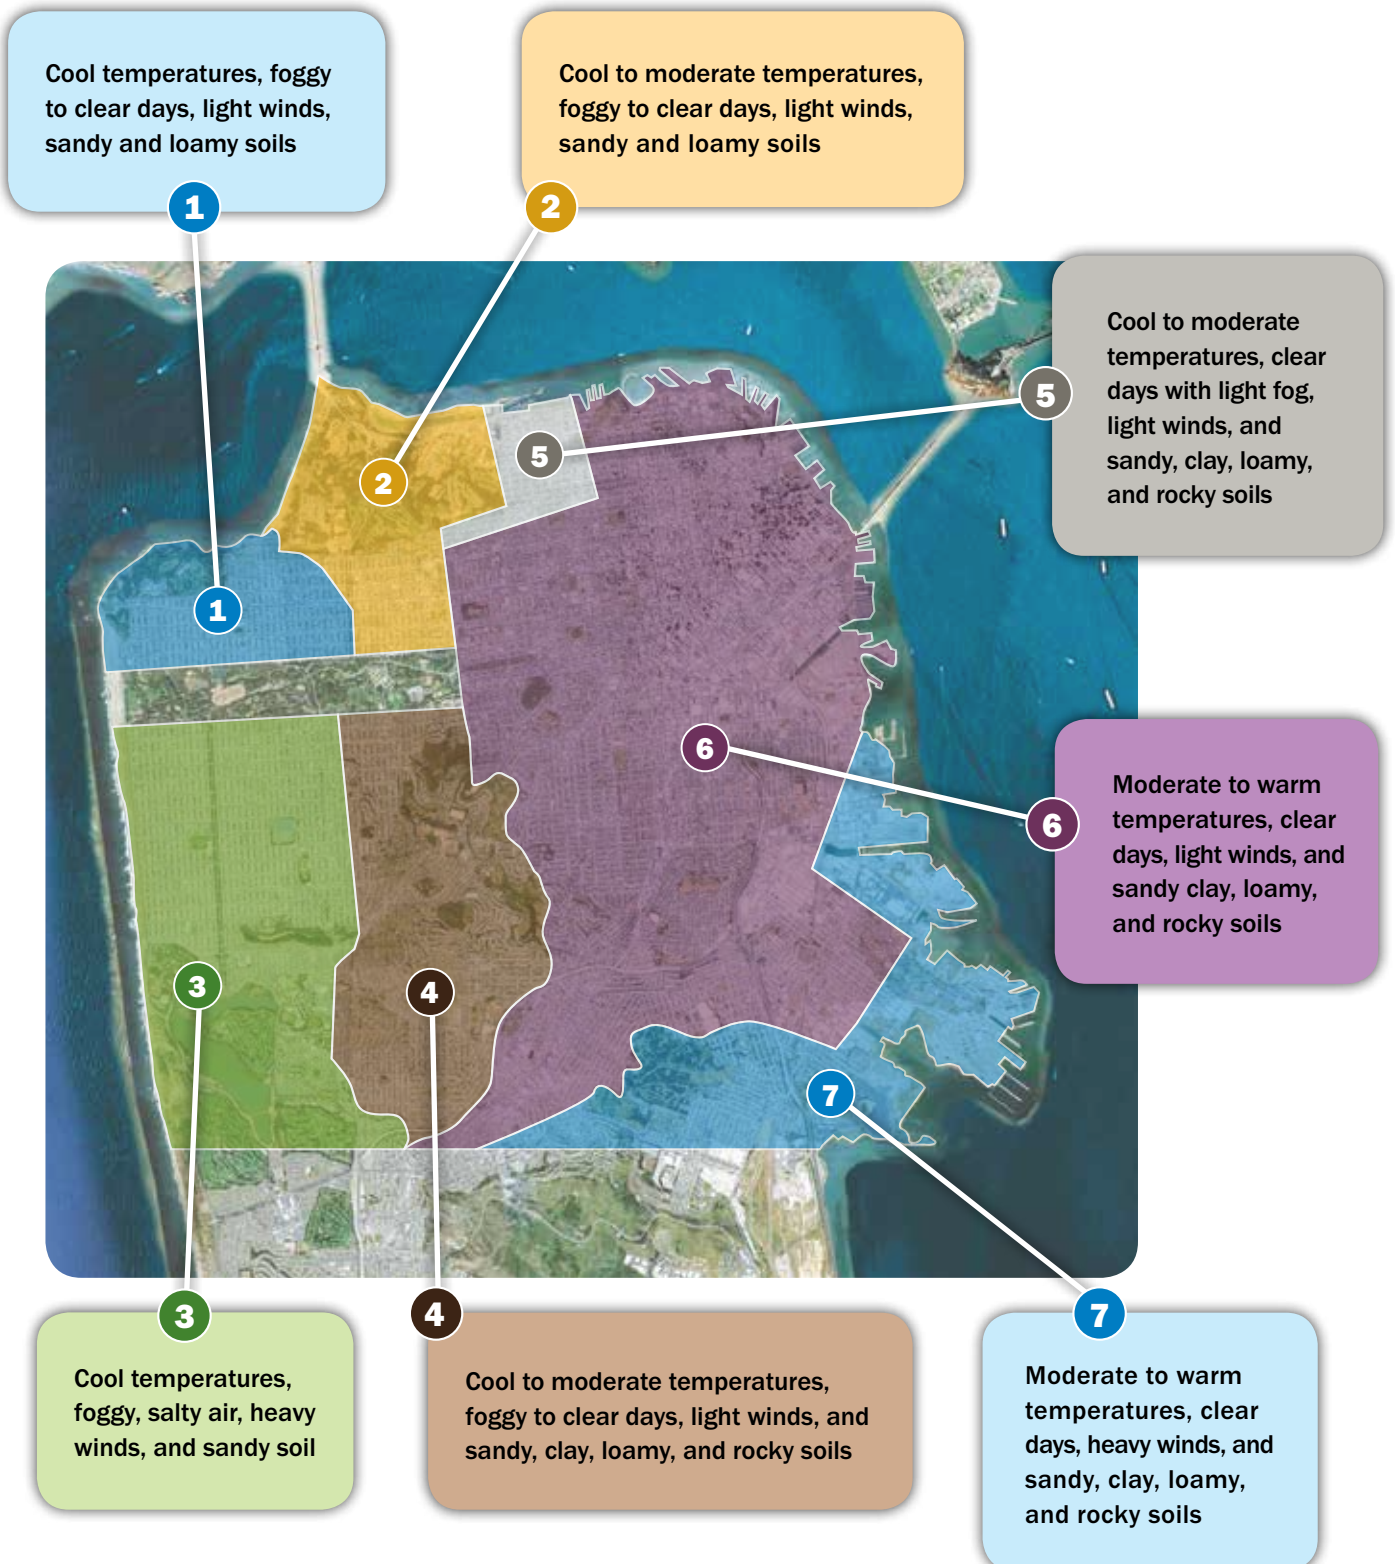 Cool temperatures, foggy
to clear days, light winds,
sandy and loamy soils
1
Cool to moderate temperatures,
foggy to clear days, light winds,
sandy and loamy soils
2
Cool to moderate
temperatures, clear
days with light fog,
light winds, and
sandy, clay, loamy,
and rocky soils
5
2
5
1
6
Moderate to warm
temperatures, clear
days, light winds, and
sandy clay, loamy,
and rocky soils
6
3
4
7
3
Cool temperatures,
foggy, salty air, heavy
winds, and sandy soil
4
Cool to moderate temperatures,
foggy to clear days, light winds, and
sandy, clay, loamy, and rocky soils
7
Moderate to warm
temperatures, clear
days, heavy winds, and
sandy, clay, loamy,
and rocky soils